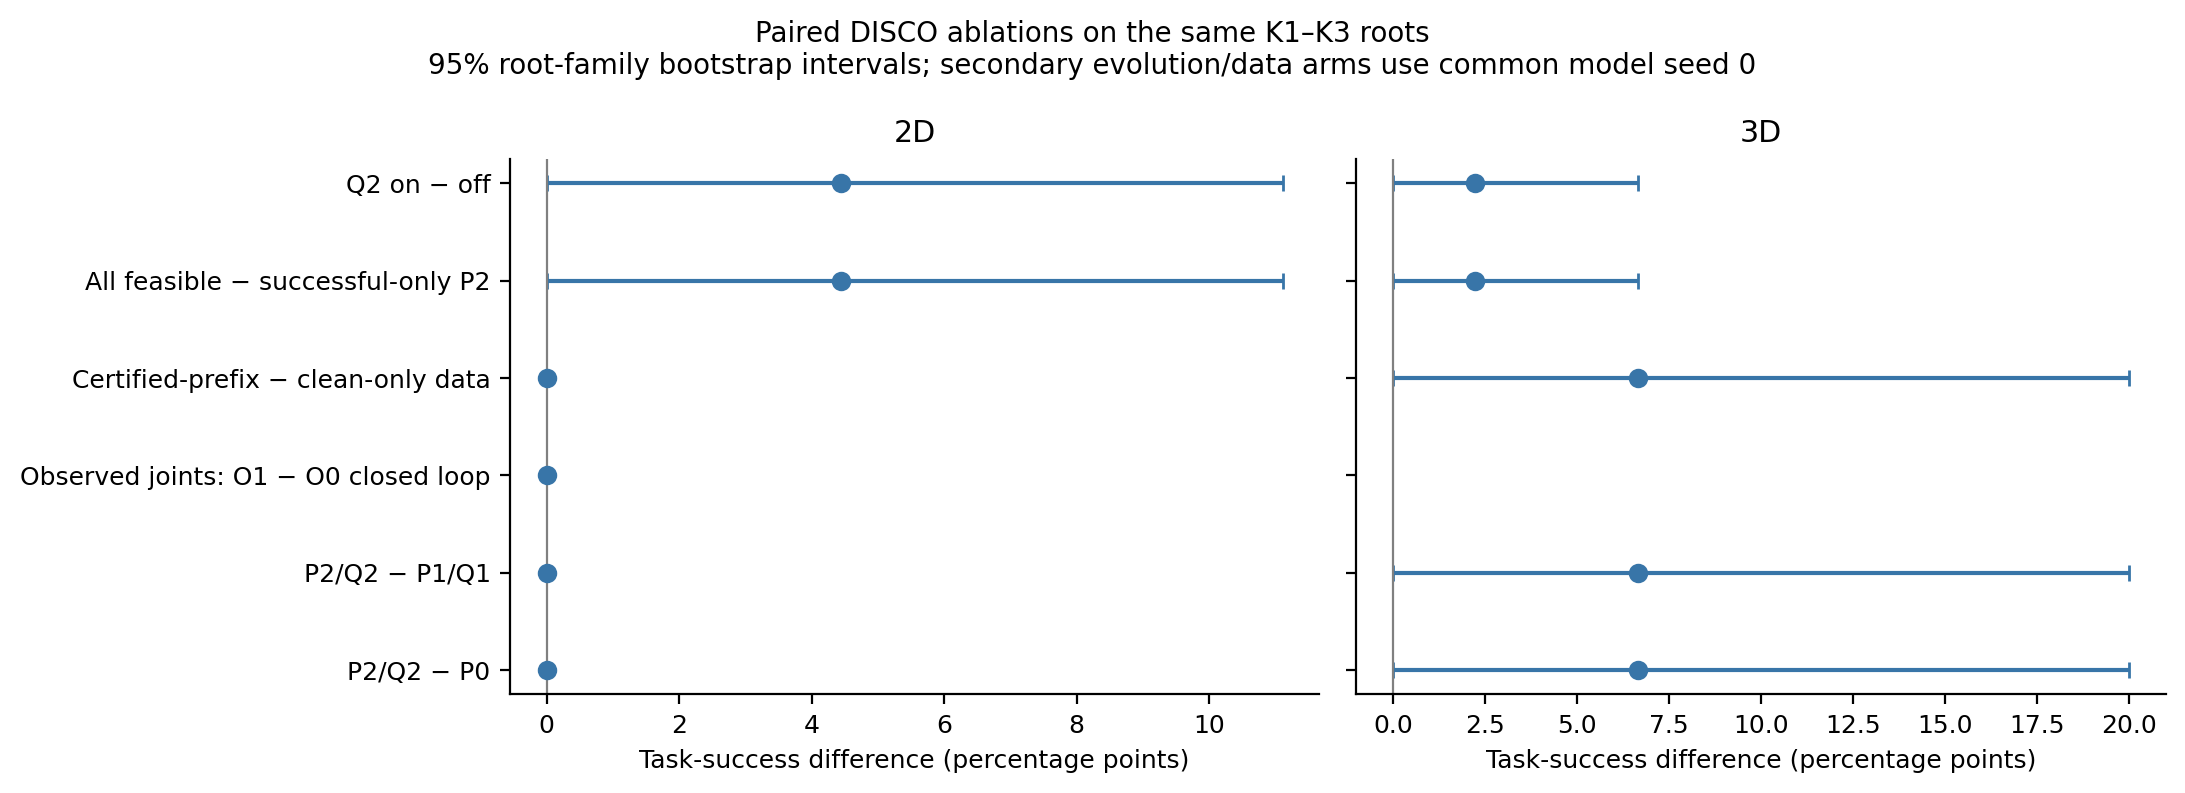 Paired DISCO ablations on the same K1–K3 roots
95% root-family bootstrap intervals; secondary evolution/data arms use common model seed 0
2D
3D
Q2 on − off
All feasible − successful-only P2
Certified-prefix − clean-only data
Observed joints: O1 − O0 closed loop
P2/Q2 − P1/Q1
P2/Q2 − P0
0 2 4 6 8 10
0.0 2.5 5.0 7.5 10.0 12.5 15.0 17.5 20.0
Task-success difference (percentage points)
Task-success difference (percentage points)